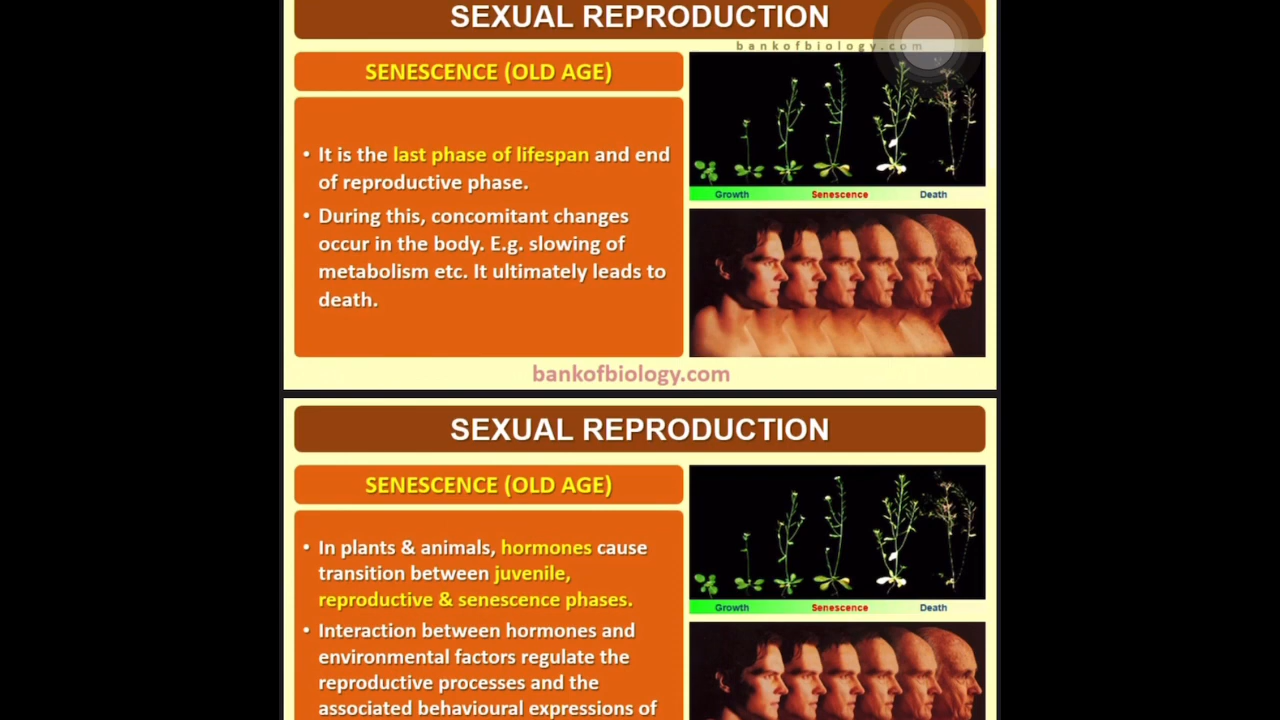 SEXUAL REPRODUCTION
bankofbiology.com
SENESCENCE (OLD AGE)
• It is the last phase of lifespan and end
of reproductive phase.
• During this, concomitant changes
occur in the body. E.g. slowing of
metabolism etc. It ultimately leads to
death.
Growth Senescence Death
bankofbiology.com
SEXUAL REPRODUCTION
SENESCENCE (OLD AGE)
• In plants & animals, hormones cause
transition between juvenile,
reproductive & senescence phases.
• Interaction between hormones and
environmental factors regulate the
reproductive processes and the
associated behavioural expressions of
Growth Senescence Death